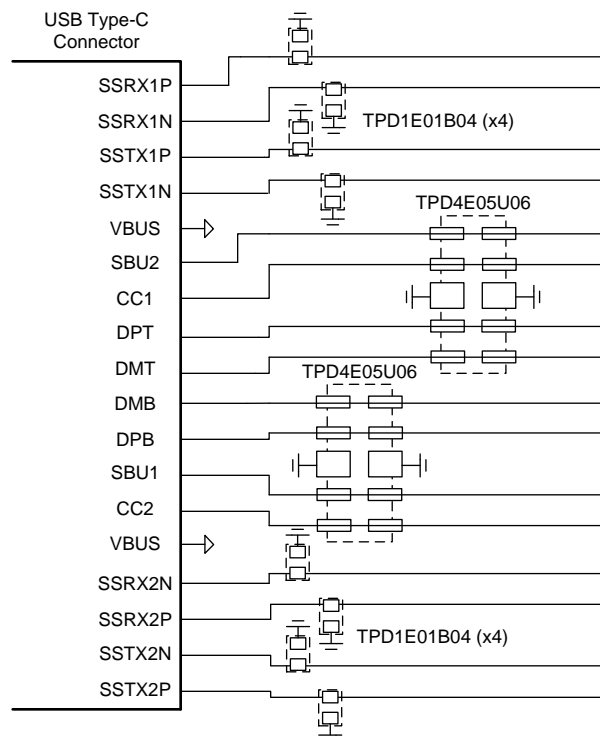 USB Type-C
Connector
SSRX1P
SSRX1N
TPD1E01B04 (x4)
SSTX1P
SSTX1N
TPD4E05U06
VBUS
SBU2
CC1
DPT
DMT
TPD4E05U06
DMB
DPB
SBU1
CC2
VBUS
SSRX2N
SSRX2P
TPD1E01B04 (x4)
SSTX2N
SSTX2P